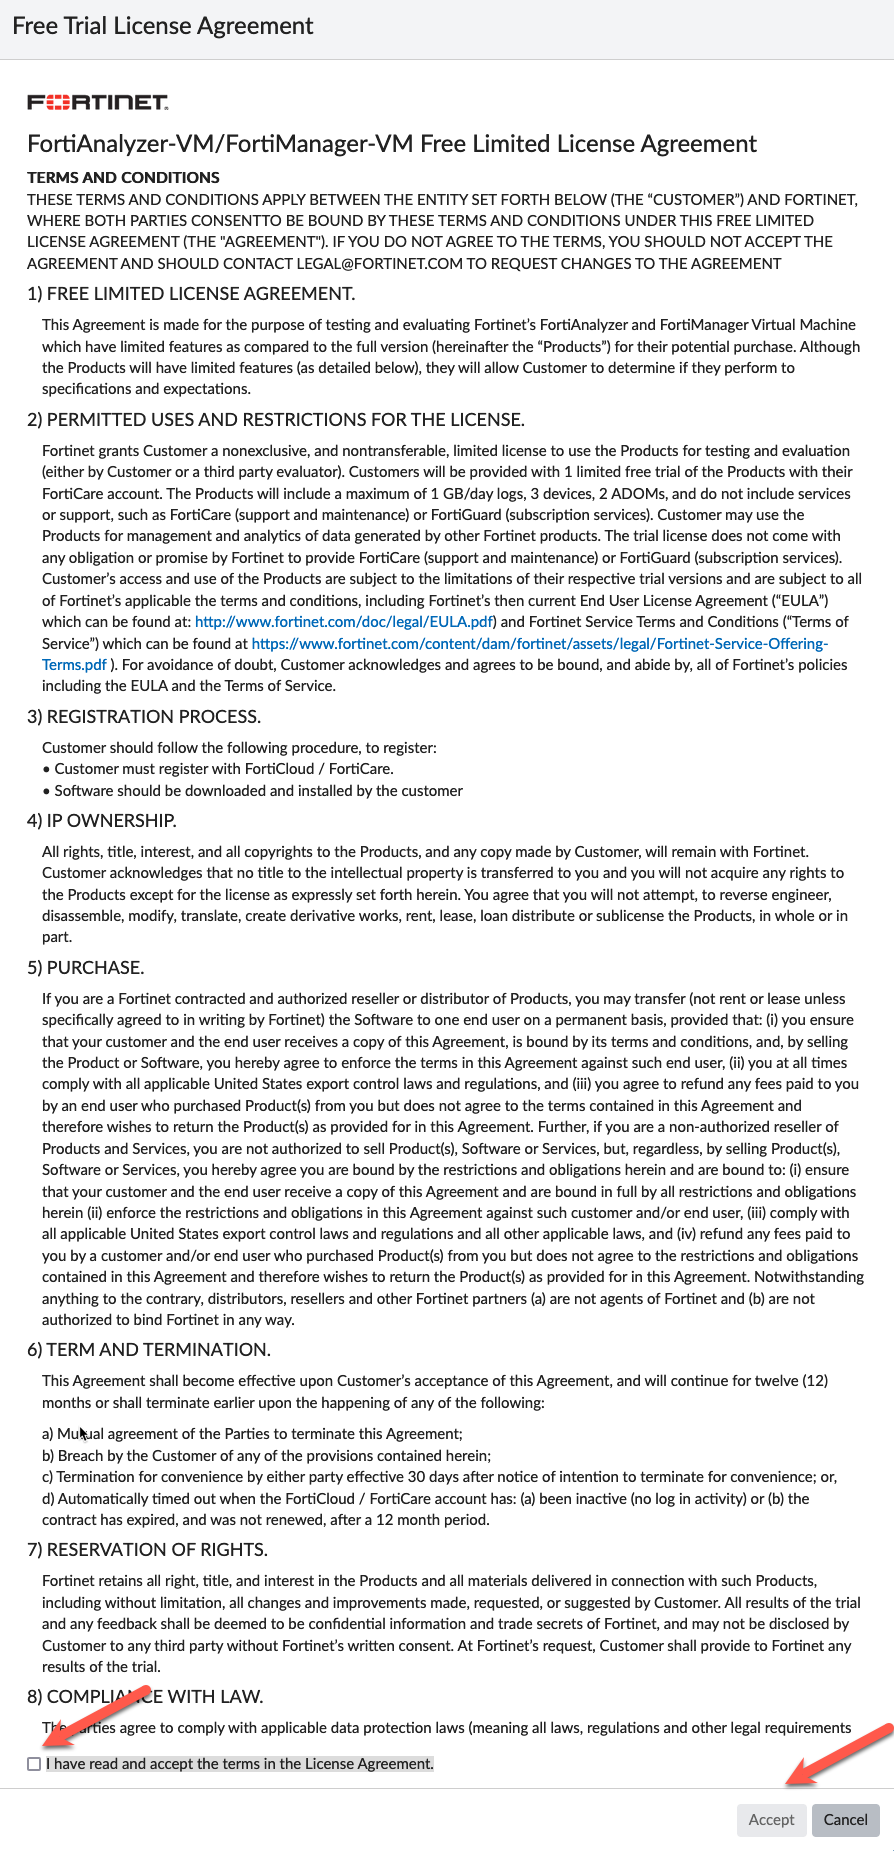 Free Trial License Agreement
FORTINET®
FortiAnalyzer-VM/FortiManager-VM Free Limited License Agreement
TERMS AND CONDITIONS
THESE TERMS AND CONDITIONS APPLY BETWEEN THE ENTITY SET FORTH BELOW (THE “CUSTOMER”) AND FORTINET,
WHERE BOTH PARTIES CONSENTTO BE BOUND BY THESE TERMS AND CONDITIONS UNDER THIS FREE LIMITED
LICENSE AGREEMENT (THE "AGREEMENT"). IF YOU DO NOT AGREE TO THE TERMS, YOU SHOULD NOT ACCEPT THE
AGREEMENT AND SHOULD CONTACT LEGAL@FORTINET.COM TO REQUEST CHANGES TO THE AGREEMENT
1) FREE LIMITED LICENSE AGREEMENT.
This Agreement is made for the purpose of testing and evaluating Fortinet’s FortiAnalyzer and FortiManager Virtual Machine
which have limited features as compared to the full version (hereinafter the “Products”) for their potential purchase. Although
the Products will have limited features (as detailed below), they will allow Customer to determine if they perform to
specifications and expectations.
2) PERMITTED USES AND RESTRICTIONS FOR THE LICENSE.
Fortinet grants Customer a nonexclusive, and nontransferable, limited license to use the Products for testing and evaluation
(either by Customer or a third party evaluator). Customers will be provided with 1 limited free trial of the Products with their
FortiCare account. The Products will include a maximum of 1 GB/day logs, 3 devices, 2 ADOMs, and do not include services
or support, such as FortiCare (support and maintenance) or FortiGuard (subscription services). Customer may use the
Products for management and analytics of data generated by other Fortinet products. The trial license does not come with
any obligation or promise by Fortinet to provide FortiCare (support and maintenance) or FortiGuard (subscription services).
Customer’s access and use of the Products are subject to the limitations of their respective trial versions and are subject to all
of Fortinet’s applicable the terms and conditions, including Fortinet’s then current End User License Agreement (“EULA”)
which can be found at: http://www.fortinet.com/doc/legal/EULA.pdf) and Fortinet Service Terms and Conditions (“Terms of
Service”) which can be found at https://www.fortinet.com/content/dam/fortinet/assets/legal/Fortinet-Service-Offering-
Terms.pdf ). For avoidance of doubt, Customer acknowledges and agrees to be bound, and abide by, all of Fortinet’s policies
including the EULA and the Terms of Service.
3) REGISTRATION PROCESS.
Customer should follow the following procedure, to register:
• Customer must register with FortiCloud / FortiCare.
• Software should be downloaded and installed by the customer
4) IP OWNERSHIP.
All rights, title, interest, and all copyrights to the Products, and any copy made by Customer, will remain with Fortinet.
Customer acknowledges that no title to the intellectual property is transferred to you and you will not acquire any rights to
the Products except for the license as expressly set forth herein. You agree that you will not attempt, to reverse engineer,
disassemble, modify, translate, create derivative works, rent, lease, loan distribute or sublicense the Products, in whole or in
part.
5) PURCHASE.
If you are a Fortinet contracted and authorized reseller or distributor of Products, you may transfer (not rent or lease unless
specifically agreed to in writing by Fortinet) the Software to one end user on a permanent basis, provided that: (i) you ensure
that your customer and the end user receives a copy of this Agreement, is bound by its terms and conditions, and, by selling
the Product or Software, you hereby agree to enforce the terms in this Agreement against such end user, (ii) you at all times
comply with all applicable United States export control laws and regulations, and (iii) you agree to refund any fees paid to you
by an end user who purchased Product(s) from you but does not agree to the terms contained in this Agreement and
therefore wishes to return the Product(s) as provided for in this Agreement. Further, if you are a non-authorized reseller of
Products and Services, you are not authorized to sell Product(s), Software or Services, but, regardless, by selling Product(s),
Software or Services, you hereby agree you are bound by the restrictions and obligations herein and are bound to: (i) ensure
that your customer and the end user receive a copy of this Agreement and are bound in full by all restrictions and obligations
herein (ii) enforce the restrictions and obligations in this Agreement against such customer and/or end user, (iii) comply with
all applicable United States export control laws and regulations and all other applicable laws, and (iv) refund any fees paid to
you by a customer and/or end user who purchased Product(s) from you but does not agree to the restrictions and obligations
contained in this Agreement and therefore wishes to return the Product(s) as provided for in this Agreement. Notwithstanding
anything to the contrary, distributors, resellers and other Fortinet partners (a) are not agents of Fortinet and (b) are not
authorized to bind Fortinet in any way.
6) TERM AND TERMINATION.
This Agreement shall become effective upon Customer’s acceptance of this Agreement, and will continue for twelve (12)
months or shall terminate earlier upon the happening of any of the following:
a) Mutual agreement of the Parties to terminate this Agreement;
b) Breach by the Customer of any of the provisions contained herein;
c) Termination for convenience by either party effective 30 days after notice of intention to terminate for convenience; or,
d) Automatically timed out when the FortiCloud / FortiCare account has: (a) been inactive (no log in activity) or (b) the
contract has expired, and was not renewed, after a 12 month period.
7) RESERVATION OF RIGHTS.
Fortinet retains all right, title, and interest in the Products and all materials delivered in connection with such Products,
including without limitation, all changes and improvements made, requested, or suggested by Customer. All results of the trial
and any feedback shall be deemed to be confidential information and trade secrets of Fortinet, and may not be disclosed by
Customer to any third party without Fortinet’s written consent. At Fortinet’s request, Customer shall provide to Fortinet any
results of the trial.
8) COMPLIANCE WITH LAW.
The parties agree to comply with applicable data protection laws (meaning all laws, regulations and other legal requirements
I have read and accept the terms in the License Agreement.
Accept
Cancel